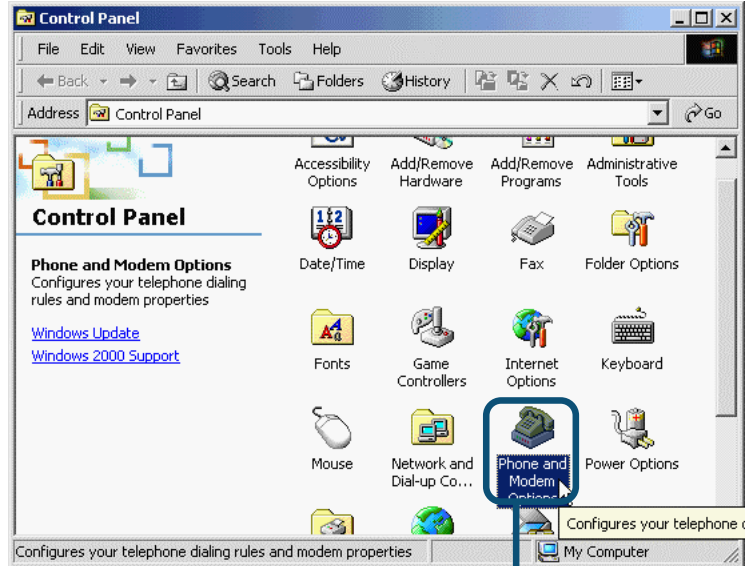 Control Panel
File Edit View Favorites Tools Help
Back Search Folders History
Address Control Panel Go
Control Panel
Phone and Modem Options
Configures your telephone dialing
rules and modem properties
Windows Update
Windows 2000 Support
Accessibility Add/Remove Add/Remove Administrative
Options Hardware Programs Tools
Date/Time Display Fax Folder Options
Fonts Game Internet Keyboard
Controllers Options
Mouse Network and Phone and Power Options
Dial-up Co... Modem
Options
Configures your telephone
Configures your telephone dialing rules and modem properties My Computer